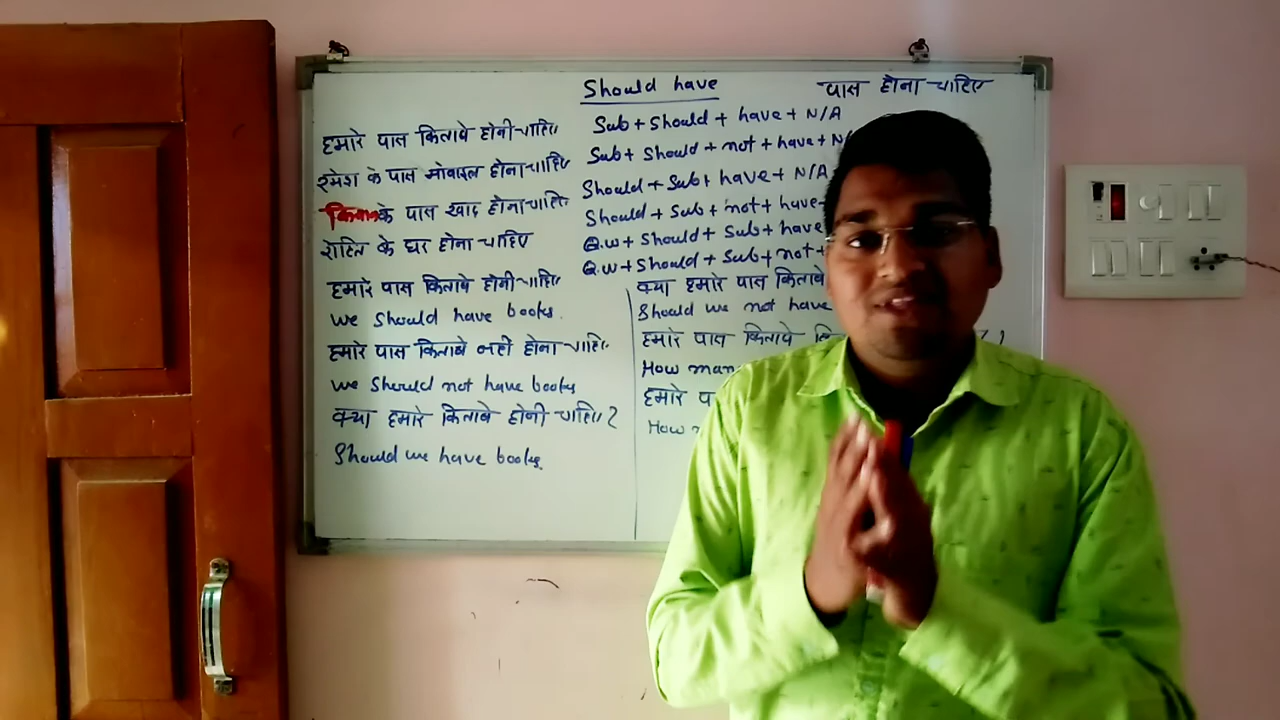 Should have
पास होना चाहिए
हमारे पास किताबे होनी चाहिए
रमेश के पास मोबाइल होना चाहिए
के पास खाद होना चाहिए
रोहित के घर होना चाहिए
हमारे पास किताबे होनी चाहिए
we should have books.
हमारे पास किताबे नही होना चाहिए
we should not have books
क्या हमारे किताबे होनी चाहिए?
Should we have books
Sub + Should + have + N/A
Sub + Should + not + have + N/
Should + Sub + have + N/A
Should + Sub + not + have
Q.w + Should + Sub + have
Q.w + Should + Sub + not +
क्या हमारे पास किताबे
Should we not have
हमारे पास किताबे
How man
हमारे पा
How